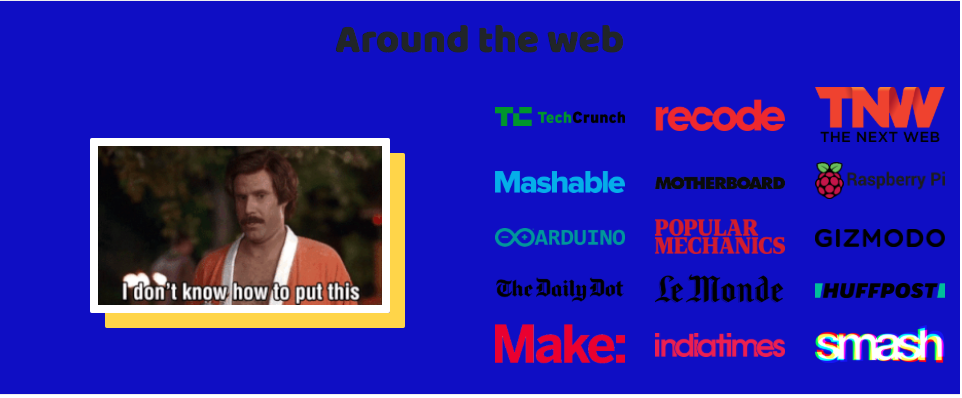 Around the web
I don't know how to put this
TechCrunch
recode
TNW
THE NEXT WEB
Mashable
MOTHERBOARD
Raspberry Pi
ARDUINO
POPULAR
MECHANICS
GIZMODO
The Daily Dot
Le Monde
HUFFPOST
Make:
indiatimes
smash